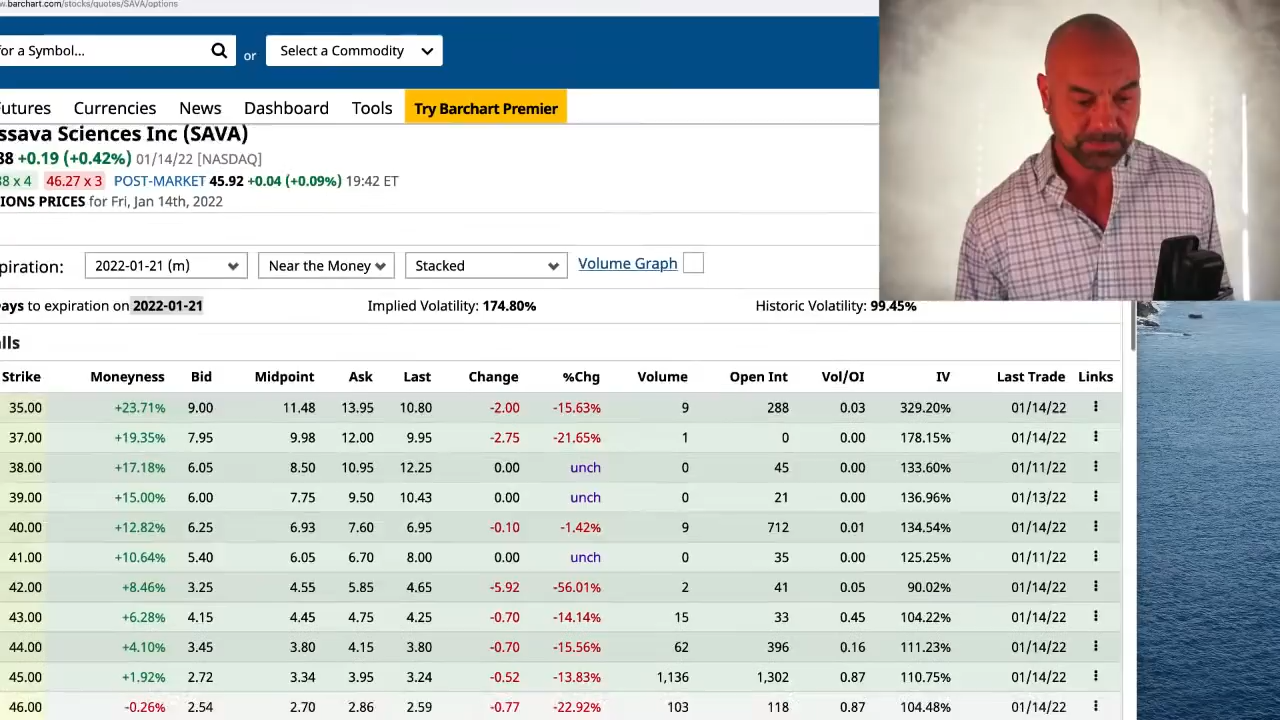 w.barchart.com/stocks/quotes/SAVA/options
for a Symbol... or Select a Commodity
Futures Currencies News Dashboard Tools Try Barchart Premier
ssava Sciences Inc (SAVA)
38 +0.19 (+0.42%) 01/14/22 [NASDAQ]
38 x 4 46.27 x 3 POST-MARKET 45.92 +0.04 (+0.09%) 19:42 ET
IONS PRICES for Fri, Jan 14th, 2022
piration: 2022-01-21 (m) Near the Money Stacked Volume Graph
ays to expiration on 2022-01-21 Implied Volatility: 174.80% Historic Volatility: 99.45%
lls
Strike Moneyness Bid Midpoint Ask Last Change %Chg Volume Open Int Vol/OI IV Last Trade Links
35.00 +23.71% 9.00 11.48 13.95 10.80 -2.00 -15.63% 9 288 0.03 329.20% 01/14/22
37.00 +19.35% 7.95 9.98 12.00 9.95 -2.75 -21.65% 1 0 0.00 178.15% 01/14/22
38.00 +17.18% 6.05 8.50 10.95 12.25 0.00 unch 0 45 0.00 133.60% 01/11/22
39.00 +15.00% 6.00 7.75 9.50 10.43 0.00 unch 0 21 0.00 136.96% 01/13/22
40.00 +12.82% 6.25 6.93 7.60 6.95 -0.10 -1.42% 9 712 0.01 134.54% 01/14/22
41.00 +10.64% 5.40 6.05 6.70 8.00 0.00 unch 0 35 0.00 125.25% 01/11/22
42.00 +8.46% 3.25 4.55 5.85 4.65 -5.92 -56.01% 2 41 0.05 90.02% 01/14/22
43.00 +6.28% 4.15 4.45 4.75 4.25 -0.70 -14.14% 15 33 0.45 104.22% 01/14/22
44.00 +4.10% 3.45 3.80 4.15 3.80 -0.70 -15.56% 62 396 0.16 111.23% 01/14/22
45.00 +1.92% 2.72 3.34 3.95 3.24 -0.52 -13.83% 1,136 1,302 0.87 110.75% 01/14/22
46.00 -0.26% 2.54 2.70 2.86 2.59 -0.77 -22.92% 103 118 0.87 104.48% 01/14/22